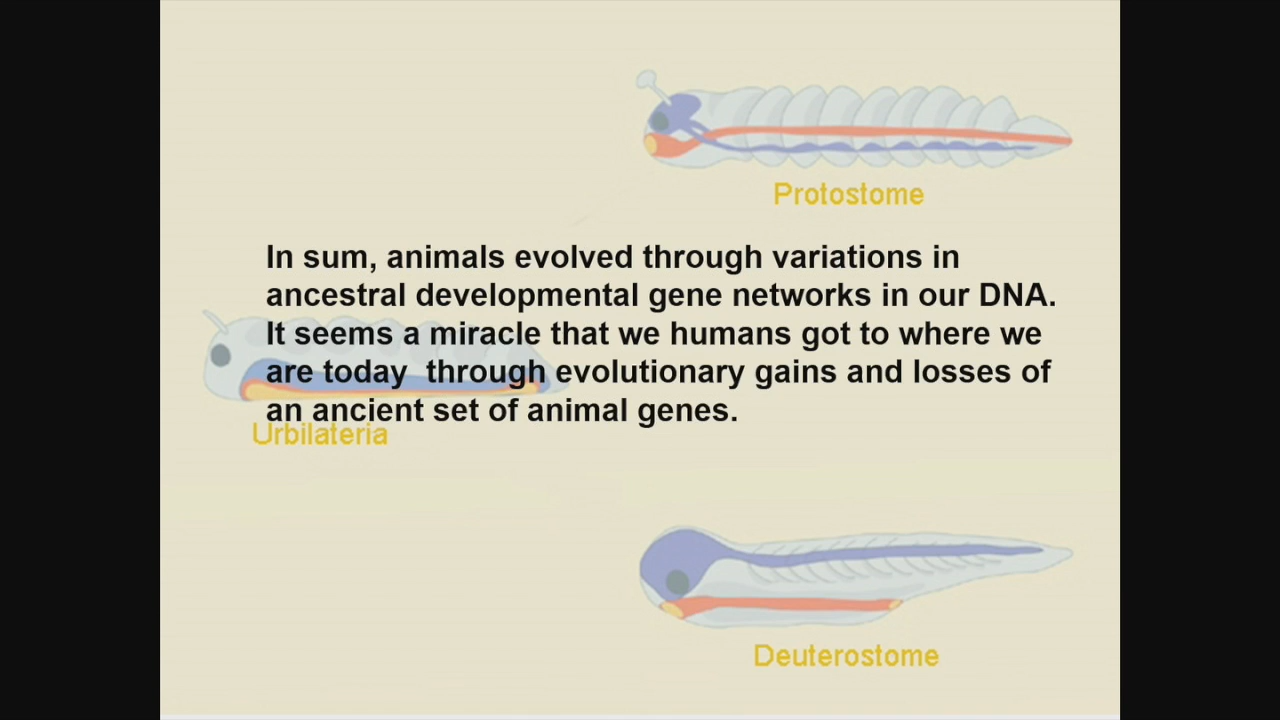 Protostome
In sum, animals evolved through variations in
ancestral developmental gene networks in our DNA.
It seems a miracle that we humans got to where we
are today  through evolutionary gains and losses of
an ancient set of animal genes.
Urbilateria
Deuterostome